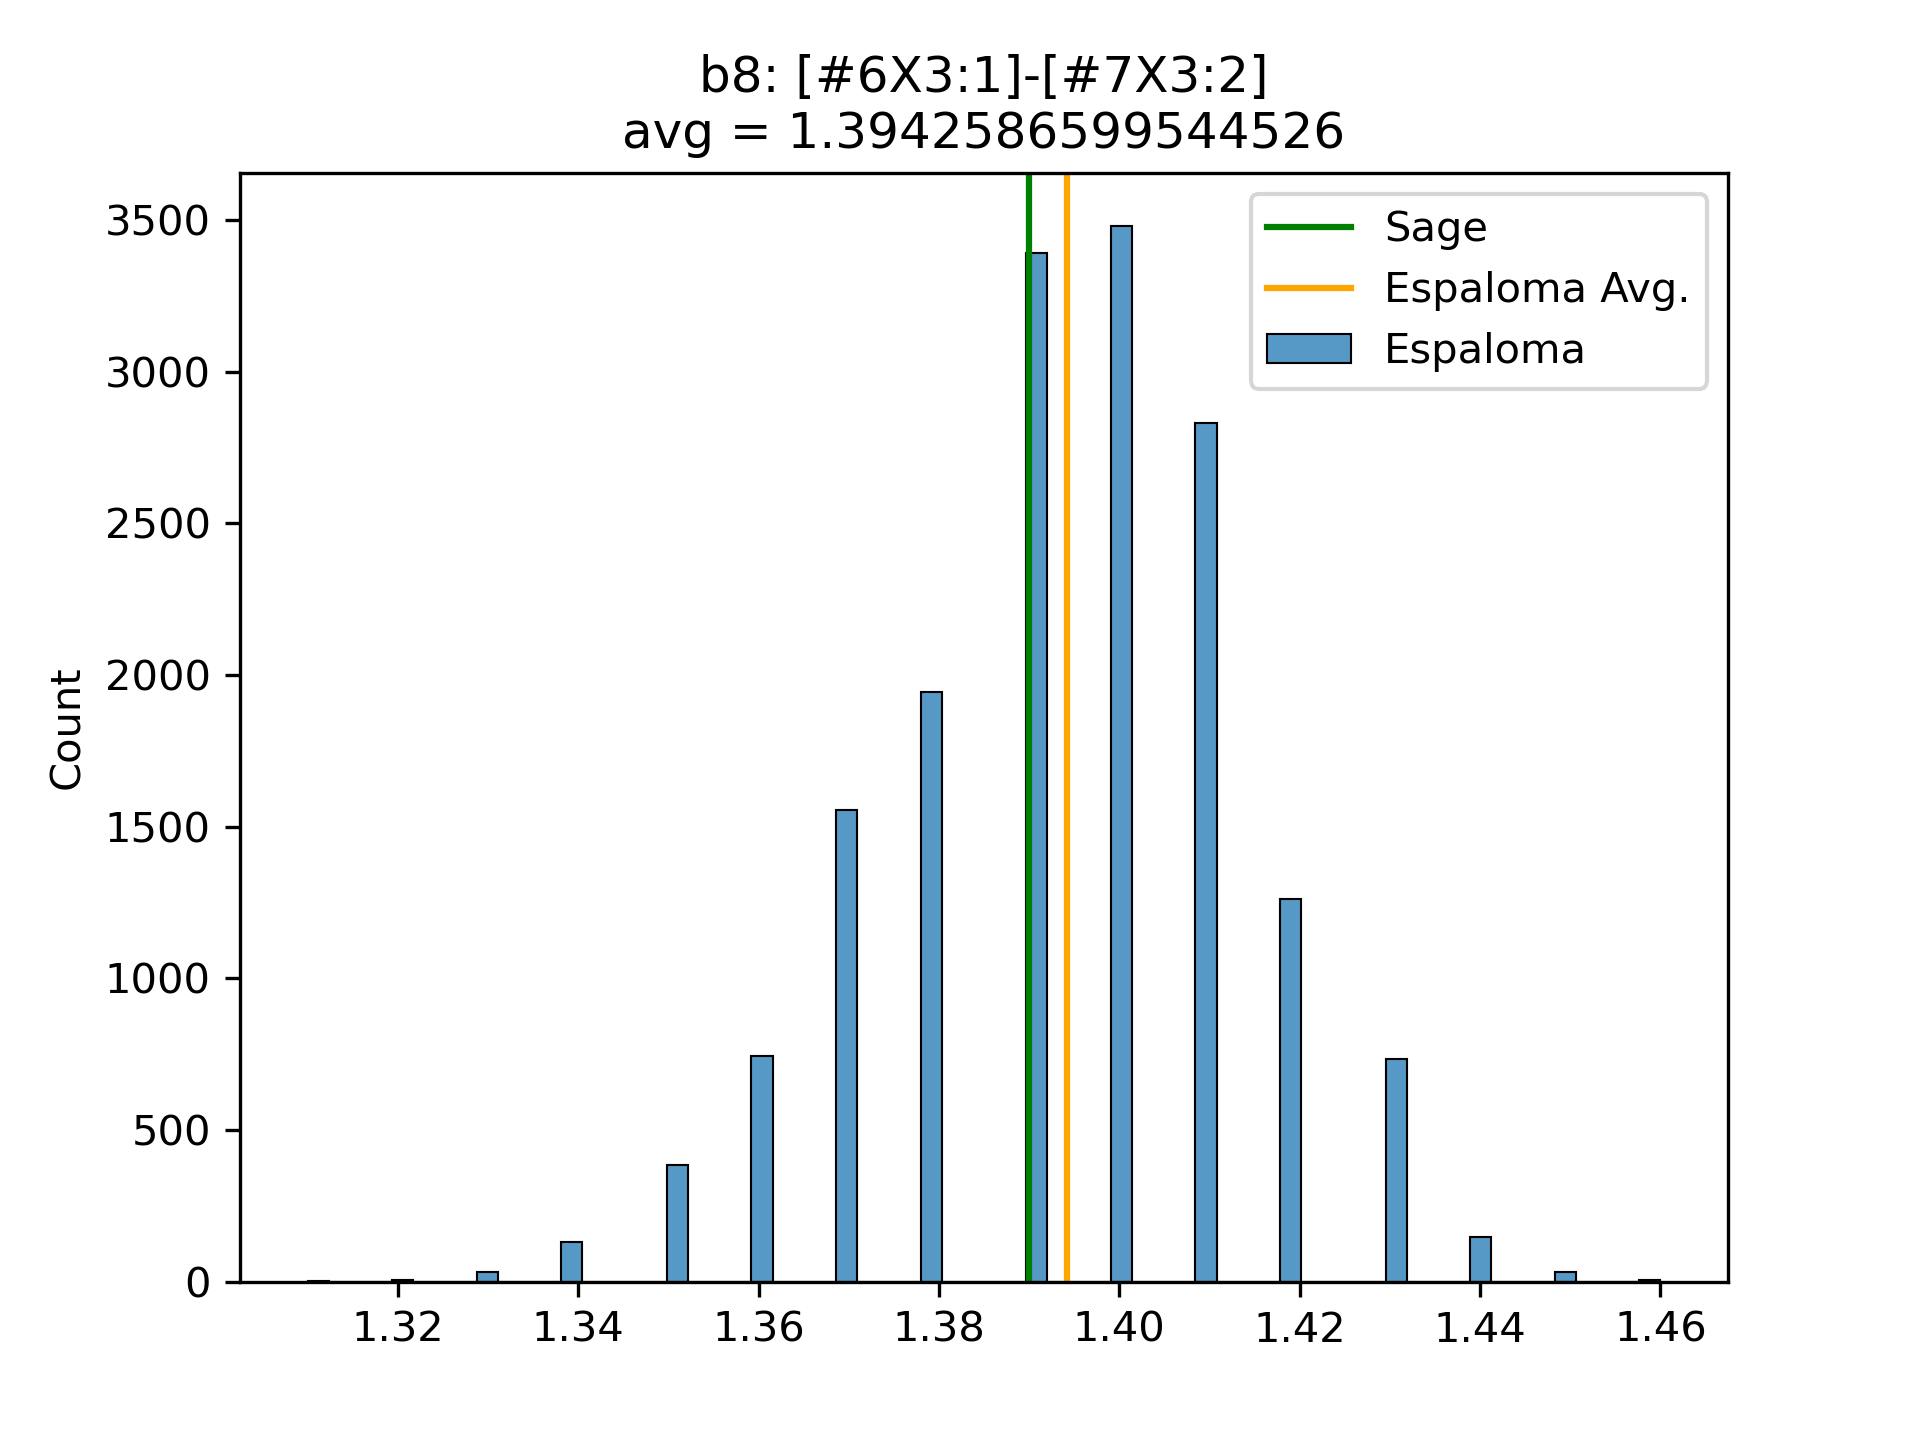 b8: [#6X3:1]-[#7X3:2]
avg = 1.3942586599544526
Sage
Espaloma Avg.
Espaloma
3500
3000
2500
2000
1500
1000
500
0
Count
1.32 1.34 1.36 1.38 1.40 1.42 1.44 1.46